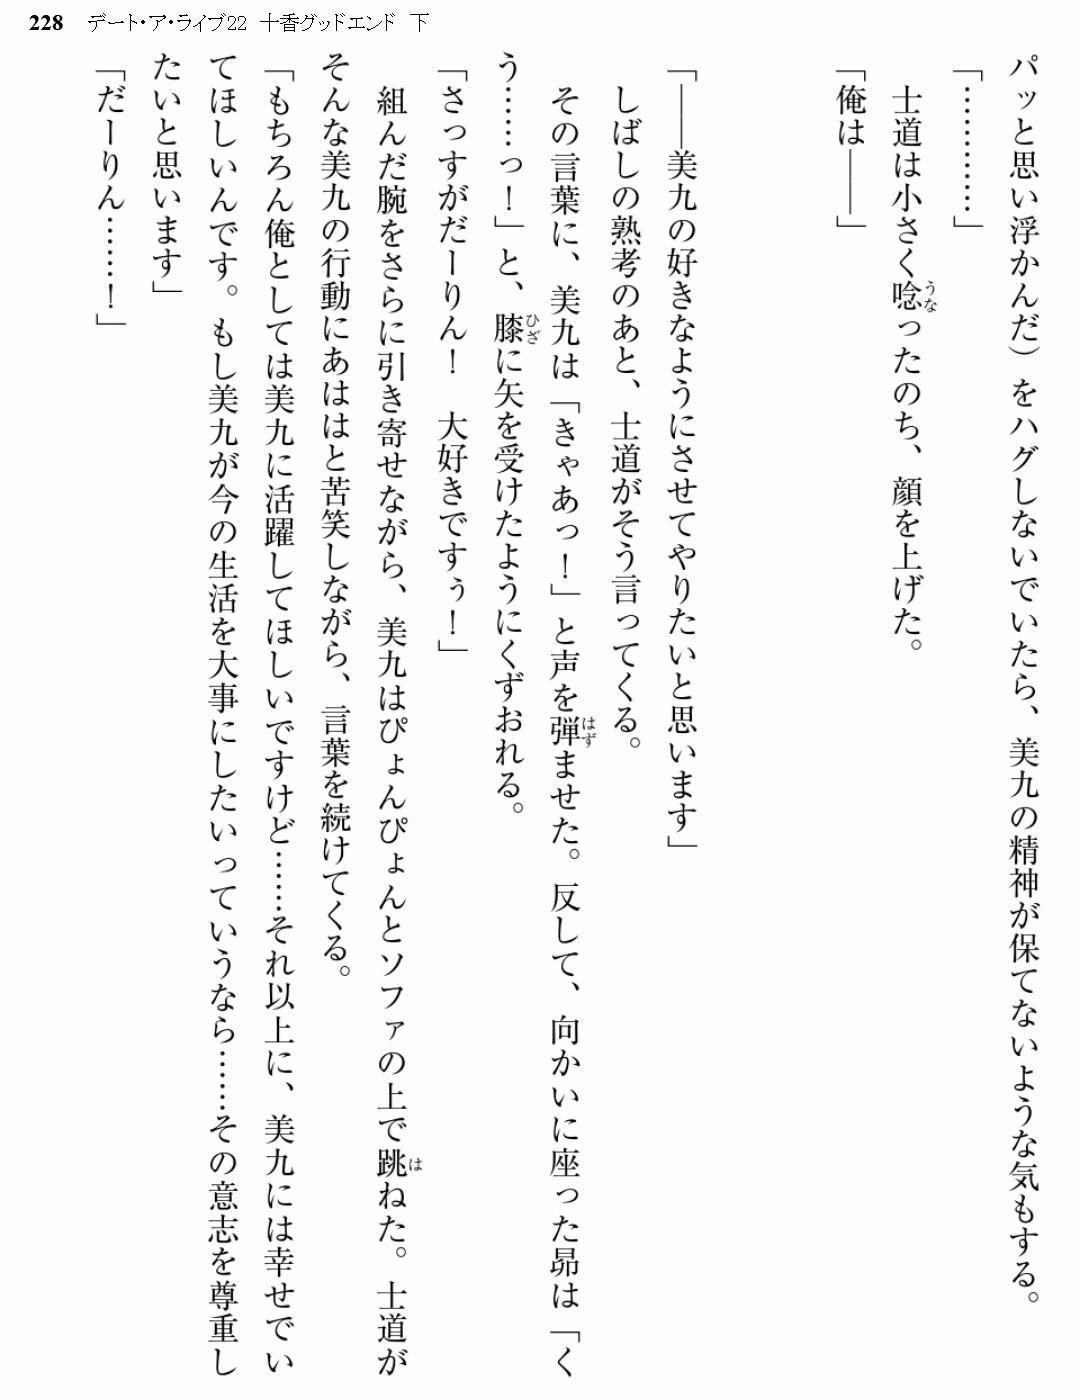 228 デート・ア・ライブ22 十香グッドエンド 下
パッと思い浮かんだ）をハグしないでいたら、美九の精神が保てないような気もする。
「…………」
士道は小さく唸ったのち、顔を上げた。
「俺は――」
「――美九の好きなようにさせてやりたいと思います」
しばしの熟考のあと、士道がそう言ってくる。
その言葉に、美九は「きゃあっ！」と声を弾ませた。反して、向かいに座った昴は「く
う……っ！」と、膝に矢を受けたようにくずおれる。
「さっすがだーりん！　大好きですぅ！」
組んだ腕をさらに引き寄せながら、美九はぴょんぴょんとソファの上で跳ねた。士道が
そんな美九の行動にあははと苦笑しながら、言葉を続けてくる。
「もちろん俺としては美九に活躍してほしいですけど……それ以上に、美九には幸せでい
てほしいんです。もし美九が今の生活を大事にしたいっていうなら……その意志を尊重し
たいと思います」
「だーりん……！」